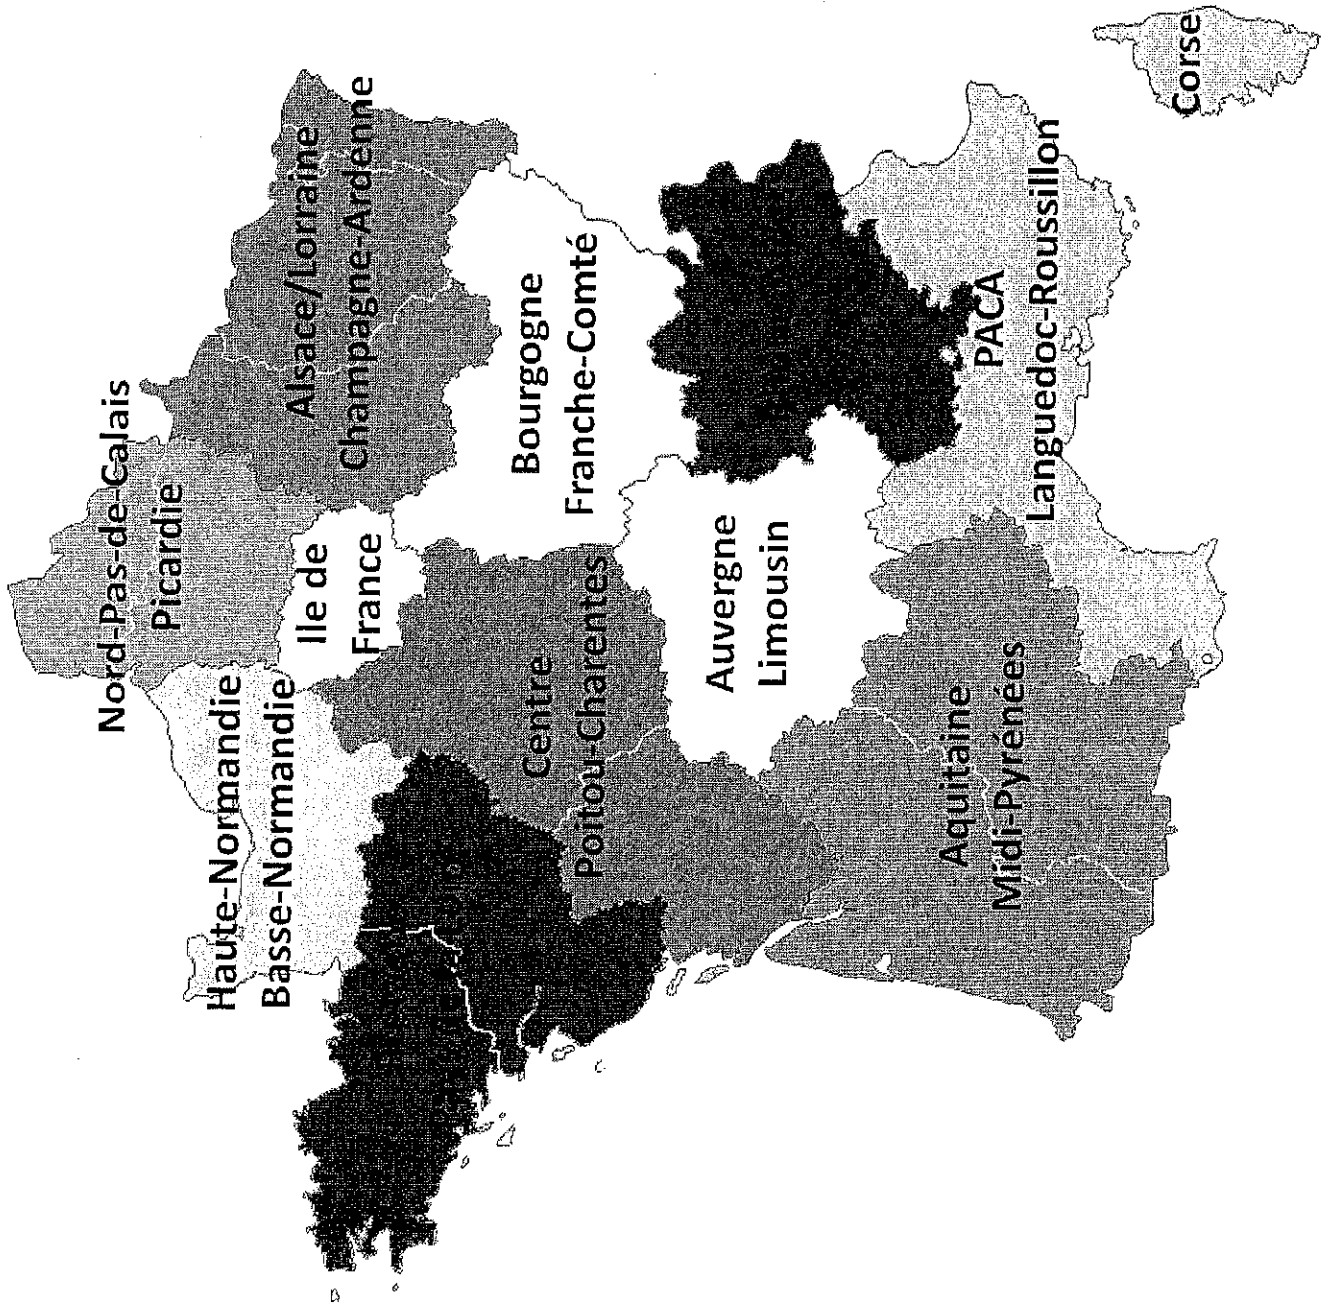 Nord-Pas-de-Calais
Picardie
Haute-Normandie
Basse-Normandie
Ile de
France
Alsace/Lorraine
Champagne-Ardenne
Bourgogne
Franche-Comté
Centre
Poitou-Charentes
Auvergne
Limousin
Aquitaine
Midi-Pyrénées
PACA
Languedoc-Roussillon
Corse